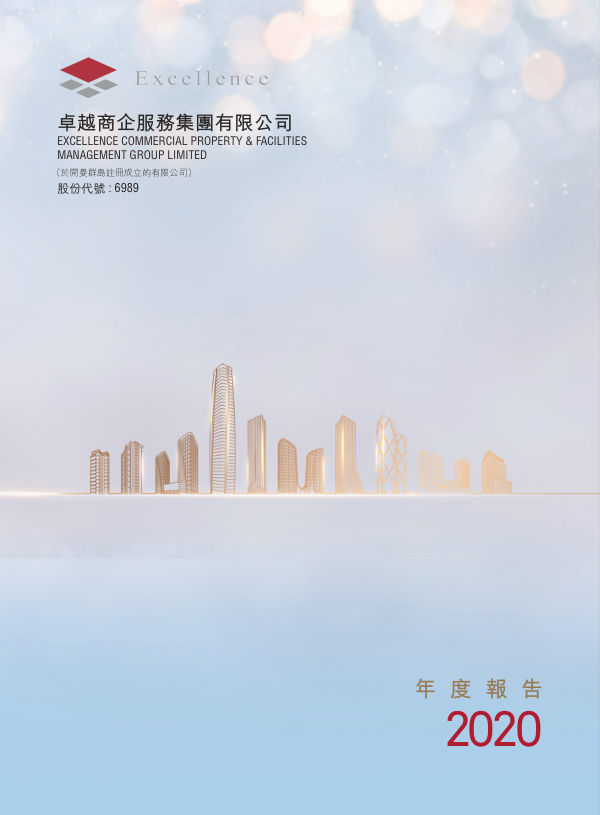 Excellence
卓越商企服務集團有限公司
EXCELLENCE COMMERCIAL PROPERTY & FACILITIES
MANAGEMENT GROUP LIMITED
（於開曼群島註冊成立的有限公司）
股份代號 : 6989
年度報告
2020